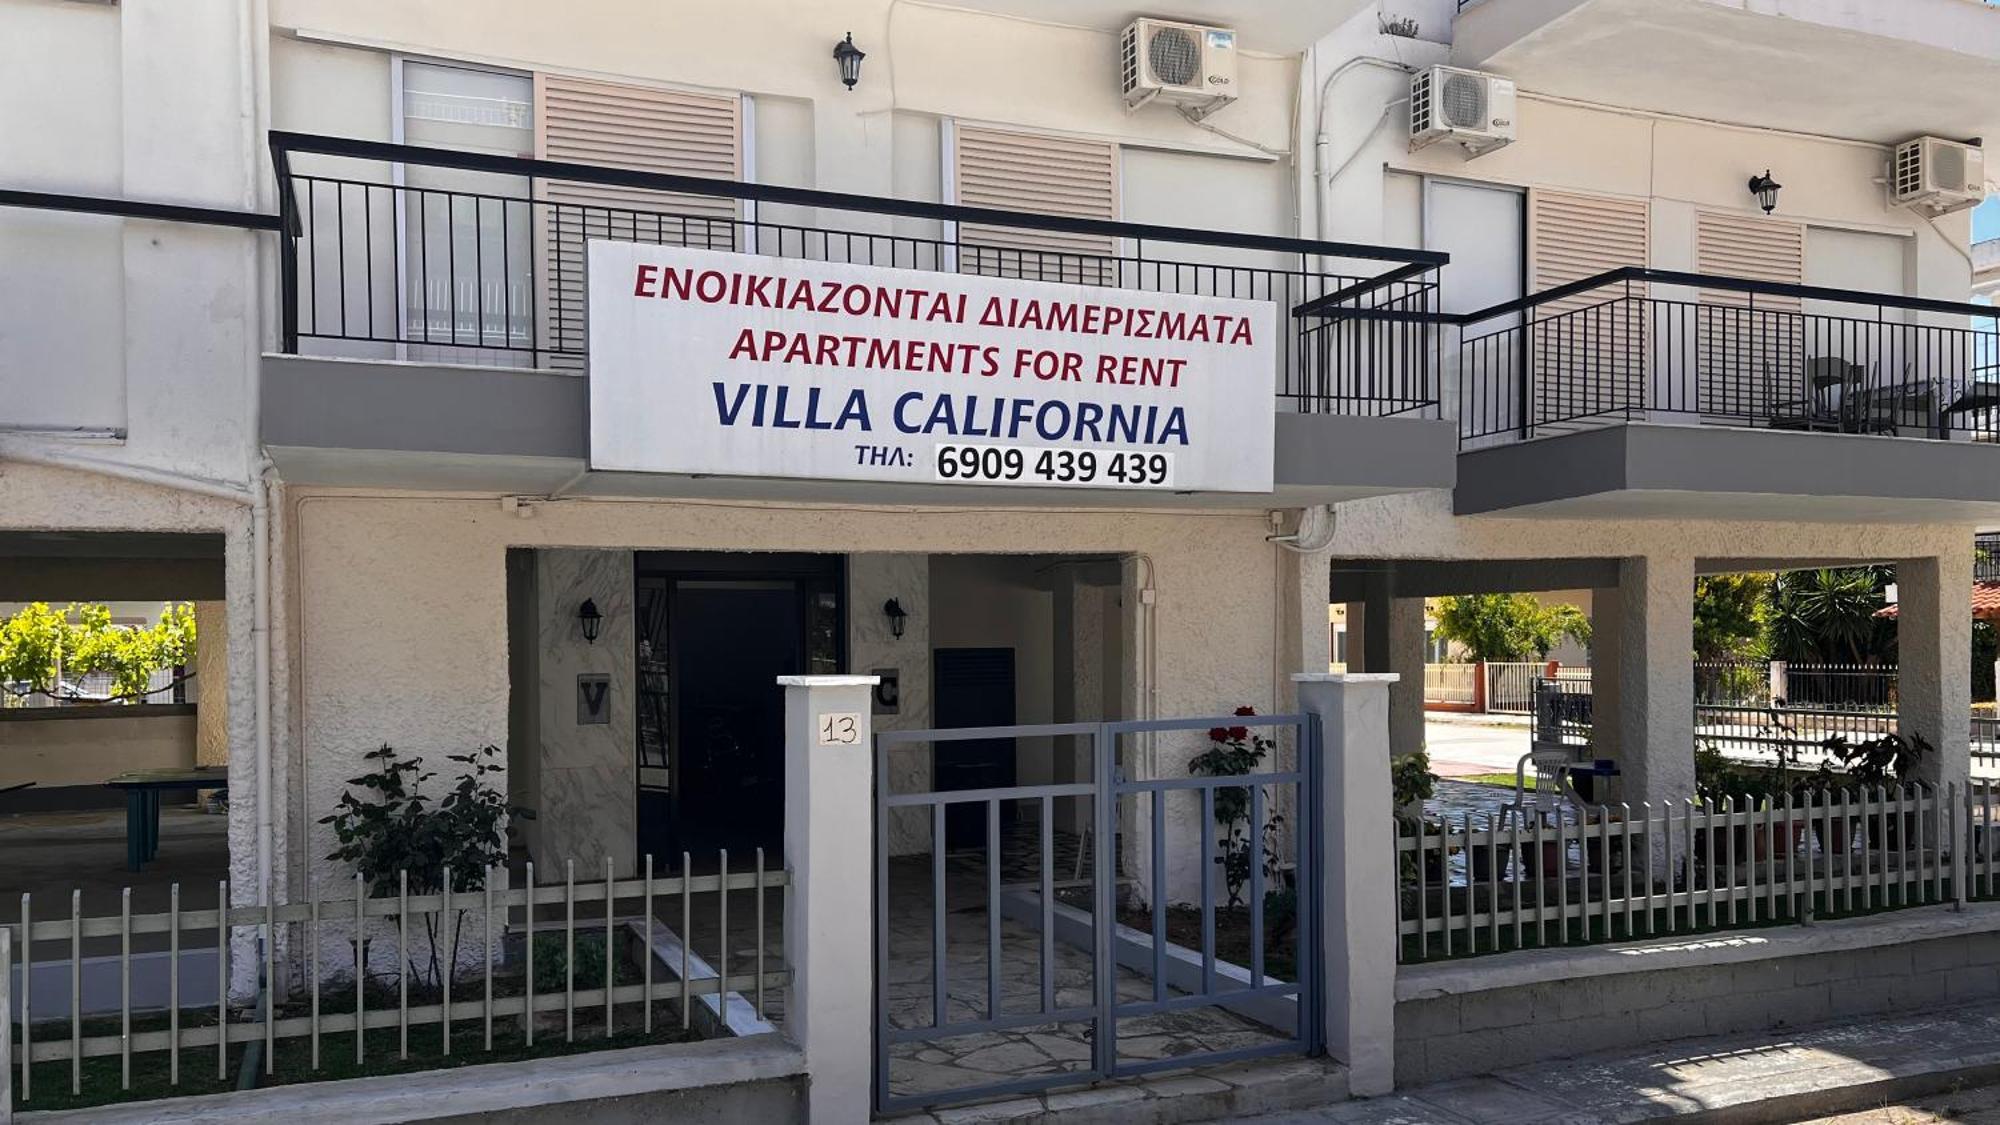 ΕΝΟΙΚΙΑΖΟΝΤΑΙ ΔΙΑΜΕΡΙΣΜΑΤΑ
APARTMENTS FOR RENT
VILLA CALIFORNIA
ΤΗΛ: 6909 439 439
V
C
13